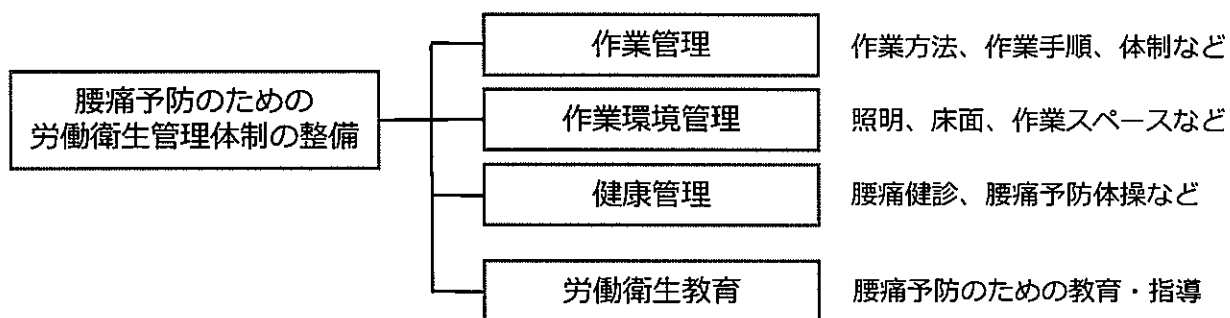 腰痛予防のための
労働衛生管理体制の整備
作業管理
作業方法、作業手順、体制など
作業環境管理
照明、床面、作業スペースなど
健康管理
腰痛健診、腰痛予防体操など
労働衛生教育
腰痛予防のための教育・指導